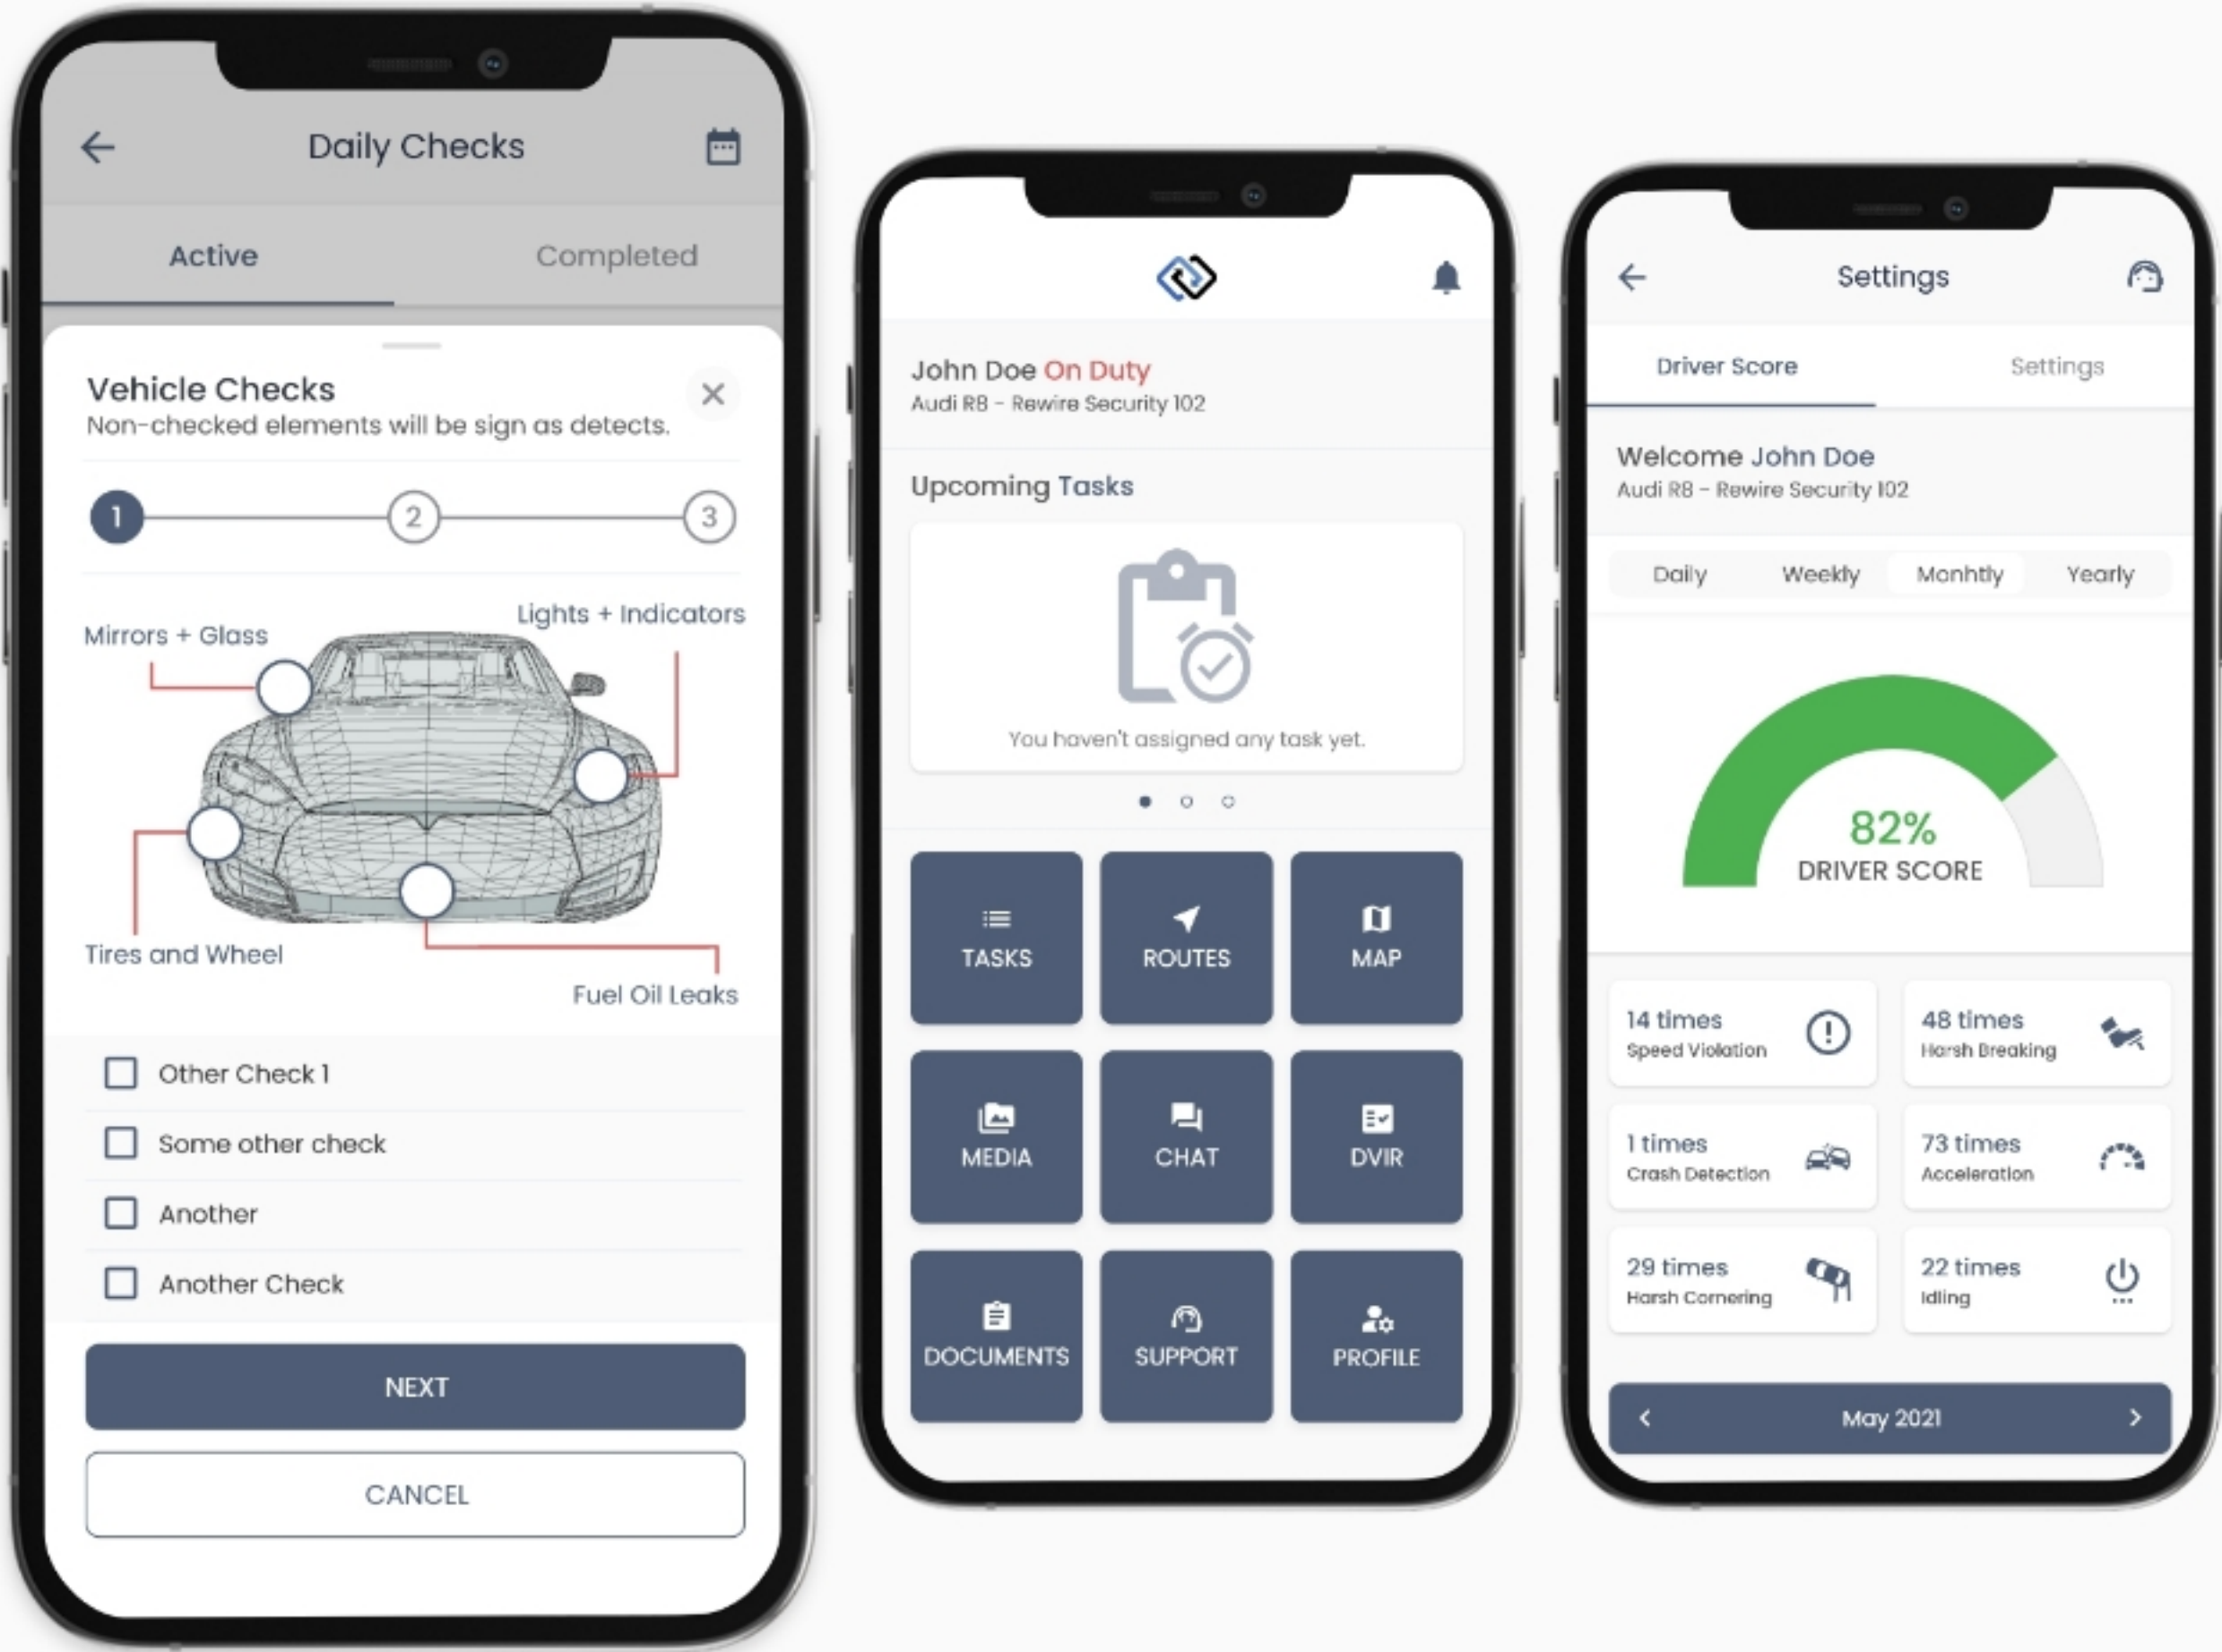 Daily Checks
Active
Completed
Vehicle Checks
Non-checked elements will be sign as detects.
1
2
3
Lights + Indicators
Mirrors + Glass
Tires and Wheel
Fuel Oil Leaks
Other Check 1
Some other check
Another
Another Check
NEXT
CANCEL
John Doe On Duty
Audi R8 - Rewire Security 102
Upcoming Tasks
You haven't assigned any task yet.
TASKS
ROUTES
MAP
MEDIA
CHAT
DVIR
DOCUMENTS
SUPPORT
PROFILE
Settings
Driver Score
Settings
Welcome John Doe
Audi R8 - Rewire Security 102
Daily
Weekly
Monhtly
Yearly
82%
DRIVER SCORE
14 times
Speed Violation
48 times
Harsh Breaking
1 times
Crash Detection
73 times
Acceleration
29 times
Harsh Cornering
22 times
Idling
May 2021